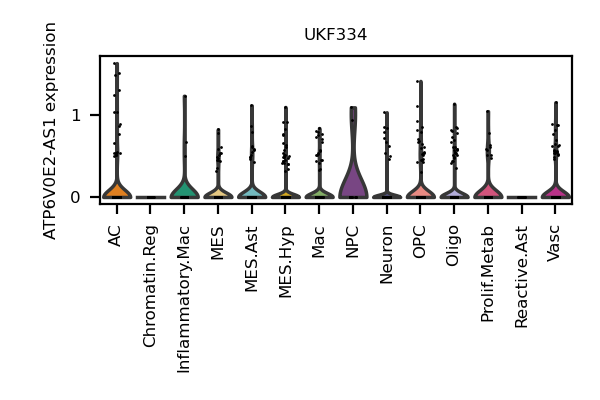 UKF334
ATP6V0E2-AS1 expression
1
0
AC
Chromatin.Reg
Inflammatory.Mac
MES
MES.Ast
MES.Hyp
Mac
NPC
Neuron
OPC
Oligo
Prolif.Metab
Reactive.Ast
Vasc